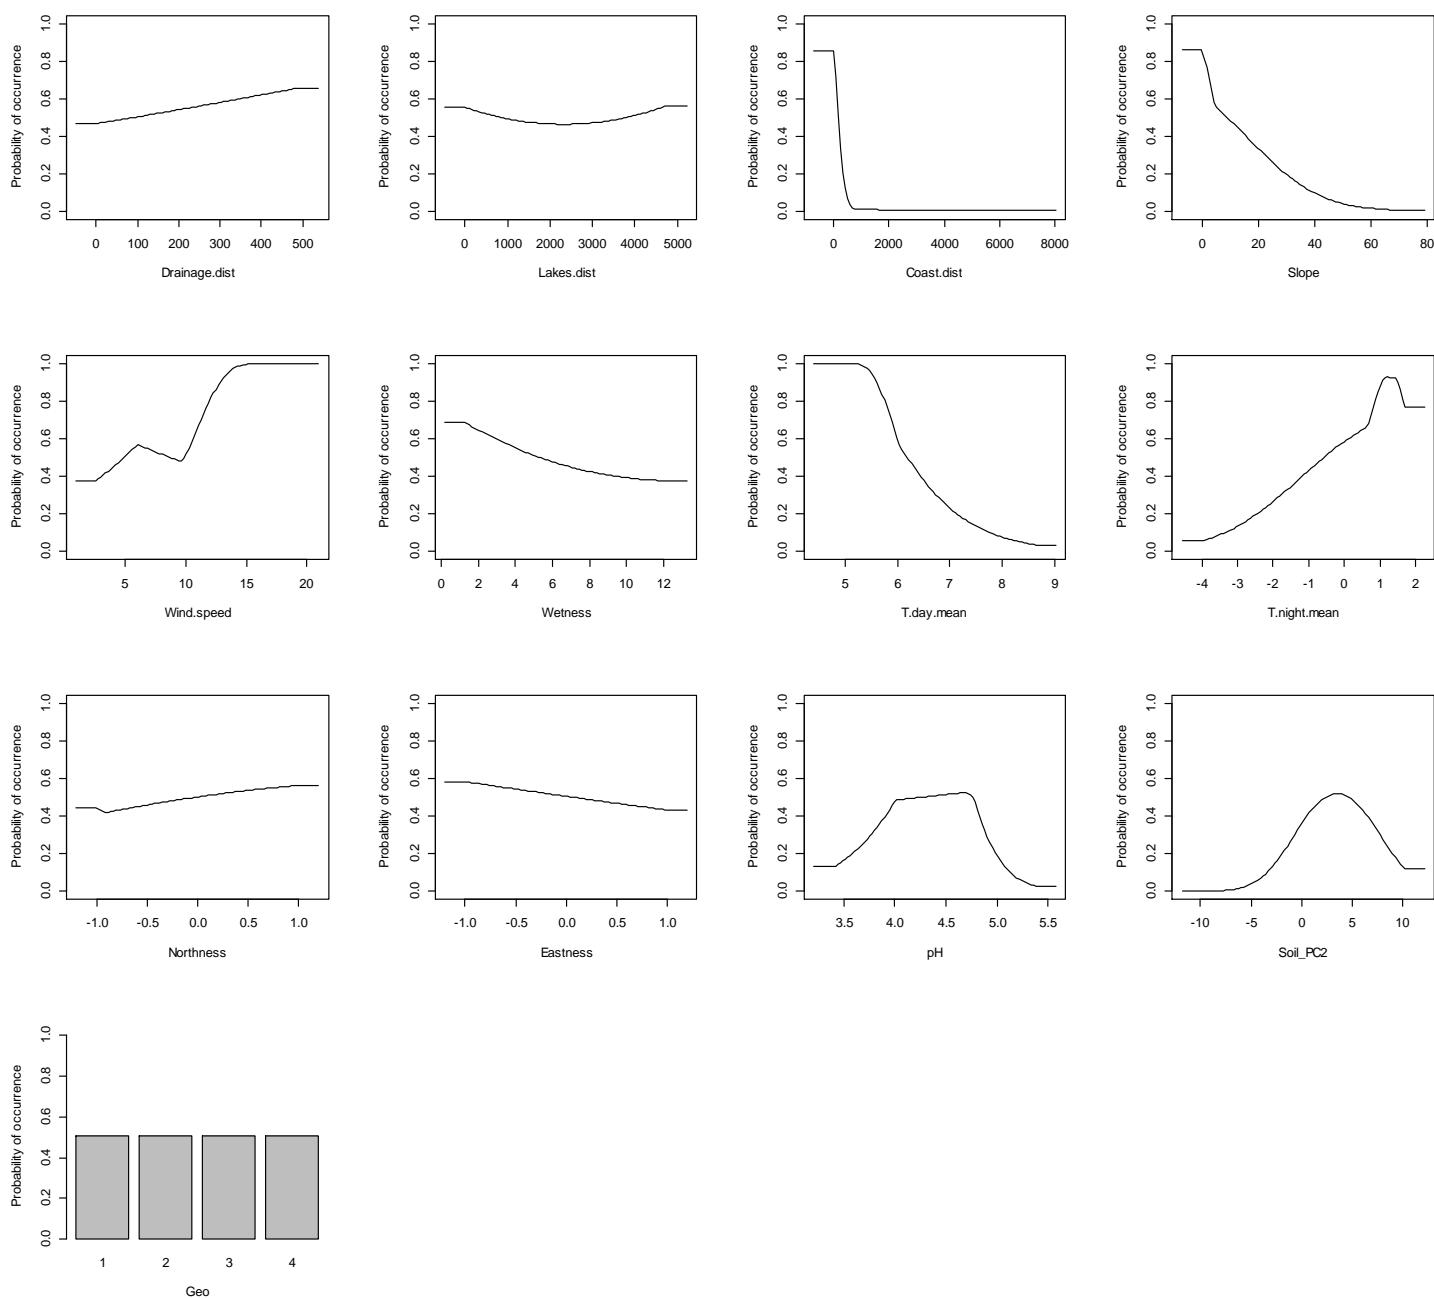 Probability of occurrence
0.0 0.2 0.4 0.6 0.8 1.0
0 100 200 300 400 500
Drainage.dist
Probability of occurrence
0.0 0.2 0.4 0.6 0.8 1.0
0 1000 2000 3000 4000 5000
Lakes.dist
Probability of occurrence
0.0 0.2 0.4 0.6 0.8 1.0
0 2000 4000 6000 8000
Coast.dist
Probability of occurrence
0.0 0.2 0.4 0.6 0.8 1.0
0 20 40 60 80
Slope
Probability of occurrence
0.0 0.2 0.4 0.6 0.8 1.0
5 10 15 20
Wind.speed
Probability of occurrence
0.0 0.2 0.4 0.6 0.8 1.0
0 2 4 6 8 10 12
Wetness
Probability of occurrence
0.0 0.2 0.4 0.6 0.8 1.0
5 6 7 8 9
T.day.mean
Probability of occurrence
0.0 0.2 0.4 0.6 0.8 1.0
-4 -3 -2 -1 0 1 2
T.night.mean
Probability of occurrence
0.0 0.2 0.4 0.6 0.8 1.0
-1.0 -0.5 0.0 0.5 1.0
Northness
Probability of occurrence
0.0 0.2 0.4 0.6 0.8 1.0
-1.0 -0.5 0.0 0.5 1.0
Eastness
Probability of occurrence
0.0 0.2 0.4 0.6 0.8 1.0
3.5 4.0 4.5 5.0 5.5
pH
Probability of occurrence
0.0 0.2 0.4 0.6 0.8 1.0
-10 -5 0 5 10
Soil_PC2
Probability of occurrence
0.0 0.2 0.4 0.6 0.8 1.0
1 2 3 4
Geo